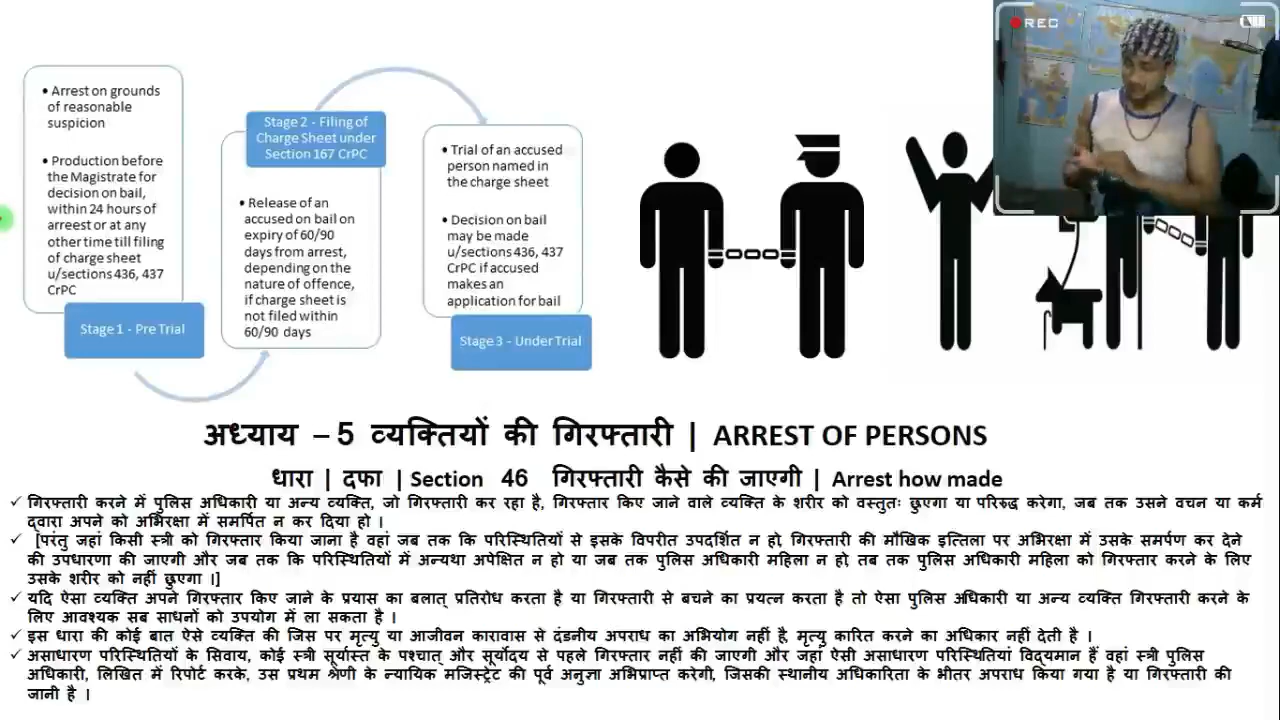 REC
• Arrest on grounds
of reasonable
suspicion
• Production before
the Magistrate for
decision on bail,
within 24 hours of
arreest or at any
other time till filing
of charge sheet
u/sections 436, 437
CrPC
Stage 1 - Pre Trial
Stage 2 - Filing of
Charge Sheet under
Section 167 CrPC
• Release of an
accused on bail on
expiry of 60/90
days from arrest,
depending on the
nature of offence,
if charge sheet is
not filed within
60/90 days
• Trial of an accused
person named in
the charge sheet
• Decision on bail
may be made
u/sections 436, 437
CrPC if accused
makes an
application for bail
Stage 3 - Under Trial
अध्याय – 5 व्यक्तियों की गिरफ्तारी | ARREST OF PERSONS
धारा | दफा | Section 46 गिरफ्तारी कैसे की जाएगी | Arrest how made
✓ गिरफ्तारी करने में पुलिस अधिकारी या अन्य व्यक्ति, जो गिरफ्तारी कर रहा है, गिरफ्तार किए जाने वाले व्यक्ति के शरीर को वस्तुतः छुएगा या परिरुद्ध करेगा, जब तक उसने वचन या कर्म
द्वारा अपने को अभिरक्षा में समर्पित न कर दिया हो ।
✓ [परंतु जहां किसी स्त्री को गिरफ्तार किया जाना है वहां जब तक कि परिस्थितियों से इसके विपरीत उपदर्शित न हो, गिरफ्तारी की मौखिक इत्तिला पर अभिरक्षा में उसके समर्पण कर देने
की उपधारणा की जाएगी और जब तक कि परिस्थितियों में अन्यथा अपेक्षित न हो या जब तक पुलिस अधिकारी महिला न हो, तब तक पुलिस अधिकारी महिला को गिरफ्तार करने के लिए
उसके शरीर को नहीं छुएगा ।]
✓ यदि ऐसा व्यक्ति अपने गिरफ्तार किए जाने के प्रयास का बलात् प्रतिरोध करता है या गिरफ्तारी से बचने का प्रयत्न करता है तो ऐसा पुलिस अधिकारी या अन्य व्यक्ति गिरफ्तारी करने के
लिए आवश्यक सब साधनों को उपयोग में ला सकता है ।
✓ इस धारा की कोई बात ऐसे व्यक्ति की जिस पर मृत्यु या आजीवन कारावास से दंडनीय अपराध का अभियोग नहीं है, मृत्यु कारित करने का अधिकार नहीं देती है ।
✓ असाधारण परिस्थितियों के सिवाय, कोई स्त्री सूर्यास्त के पश्चात् और सूर्योदय से पहले गिरफ्तार नहीं की जाएगी और जहां ऐसी असाधारण परिस्थितियां विद्यमान हैं वहां स्त्री पुलिस
अधिकारी, लिखित में रिपोर्ट करके, उस प्रथम श्रेणी के न्यायिक मजिस्ट्रेट की पूर्व अनुज्ञा अभिप्राप्त करेगी, जिसकी स्थानीय अधिकारिता के भीतर अपराध किया गया है या गिरफ्तारी की
जानी है ।